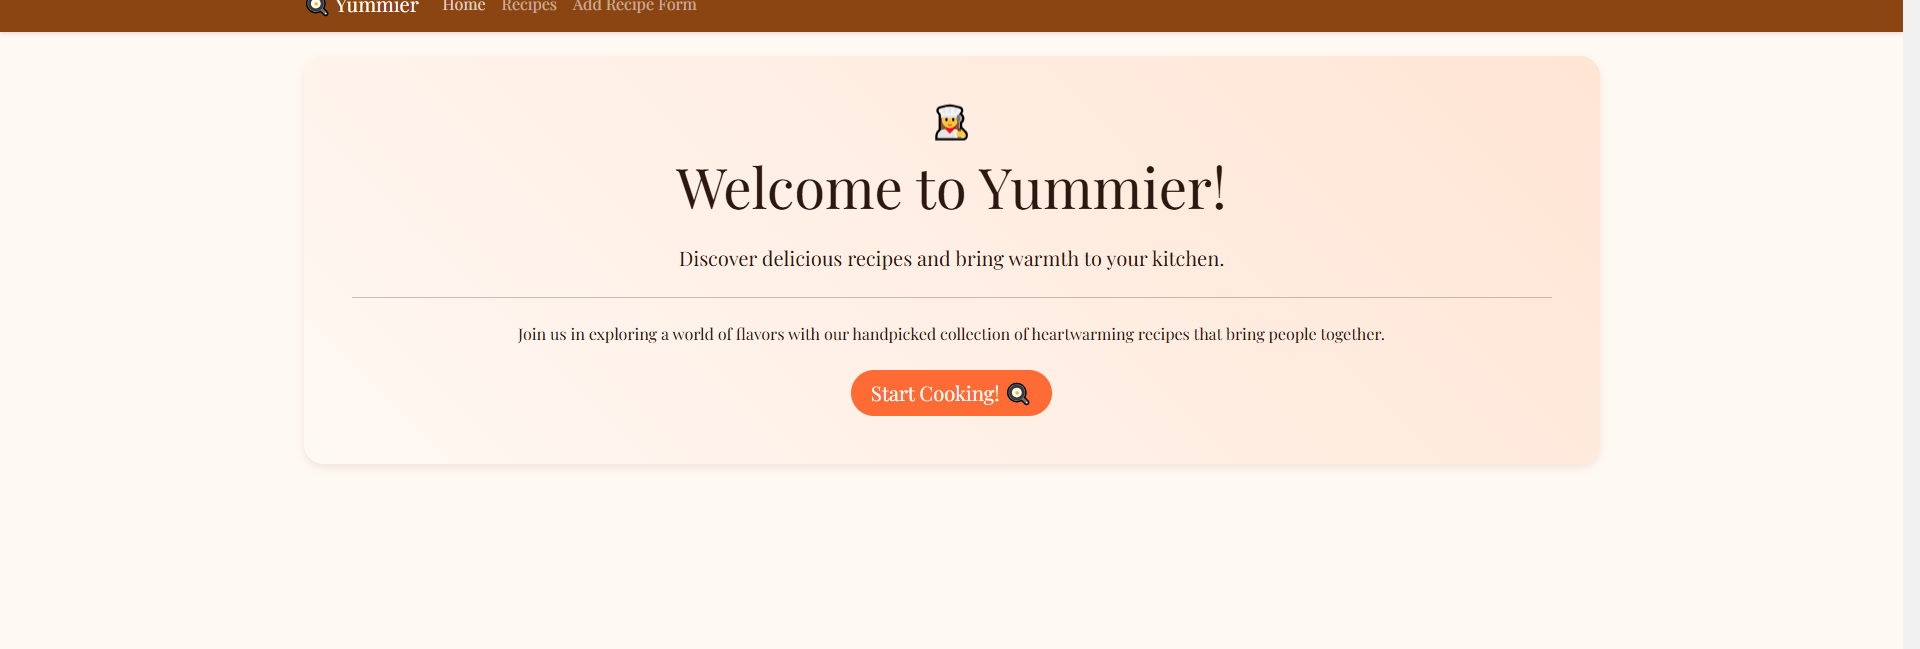 Yummier Home Recipes Add Recipe Form
Welcome to Yummier!
Discover delicious recipes and bring warmth to your kitchen.
Join us in exploring a world of flavors with our handpicked collection of heartwarming recipes that bring people together.
Start Cooking!